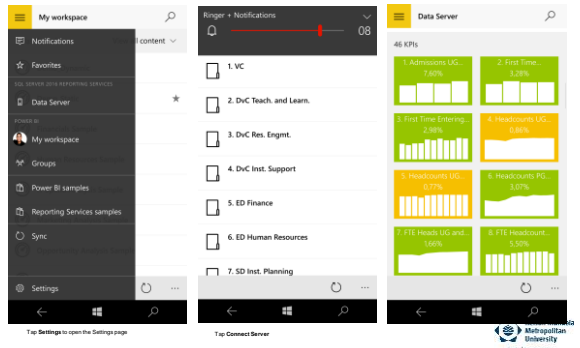 My workspace
Notifications
ll content
Favorites
SQL SERVER 2016 REPORTING SERVICES
Data Server
POWER BI
My workspace
Groups
Power BI samples
Reporting Services samples
Sync
Settings
Tap Settings to open the Settings page
Ringer + Notifications
08
1. VC
2. DvC Teach. and Learn.
3. DvC Res. Engmt.
4. DvC Inst. Support
5. ED Finance
6. ED Human Resources
7. SD Inst. Planning
Tap Connect Server
Data Server
46 KPIs
1. Admissions UG...
7,60%
2. First Time...
3,28%
3. First Time Entering...
2,98%
4. Headcounts UG...
0,86%
5. Headcounts UG...
0,77%
6. Headcounts PG...
3,07%
7. FTE Heads UG and...
1,66%
8. FTE Headcount...
5,50%
Metropolitan
University